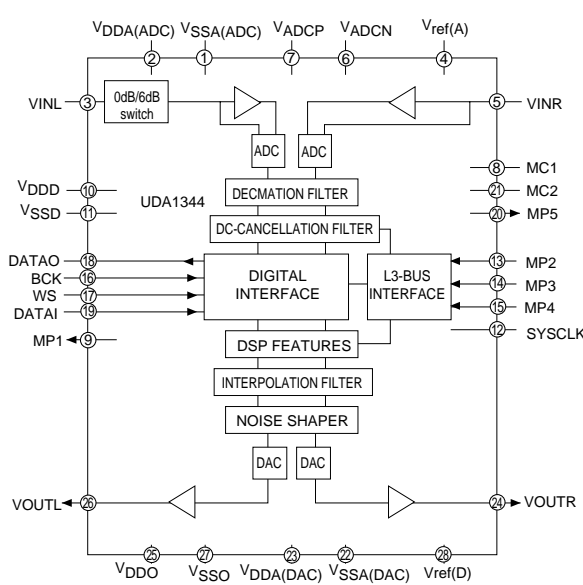 VDDA(ADC) VSSA(ADC) VADCP VADCN Vref(A)
2 1 7 6 4
VINL 3 0dB/6dB switch 5 VINR
ADC ADC
8 MC1
VDDD 10 UDA1344 DECMATION FILTER 21 MC2
VSSD 11 20 MP5
DC-CANCELLATION FILTER
DATAO 18 13 MP2
BCK 16 DIGITAL INTERFACE L3-BUS INTERFACE 14 MP3
WS 17
DATAI 19 15 MP4
12 SYSCLK
MP1 9 DSP FEATURES
INTERPOLATION FILTER
NOISE SHAPER
DAC DAC
VOUTL 26 24 VOUTR
25 27 23 22 28
VDDO VSSO VDDA(DAC) VSSA(DAC) Vref(D)